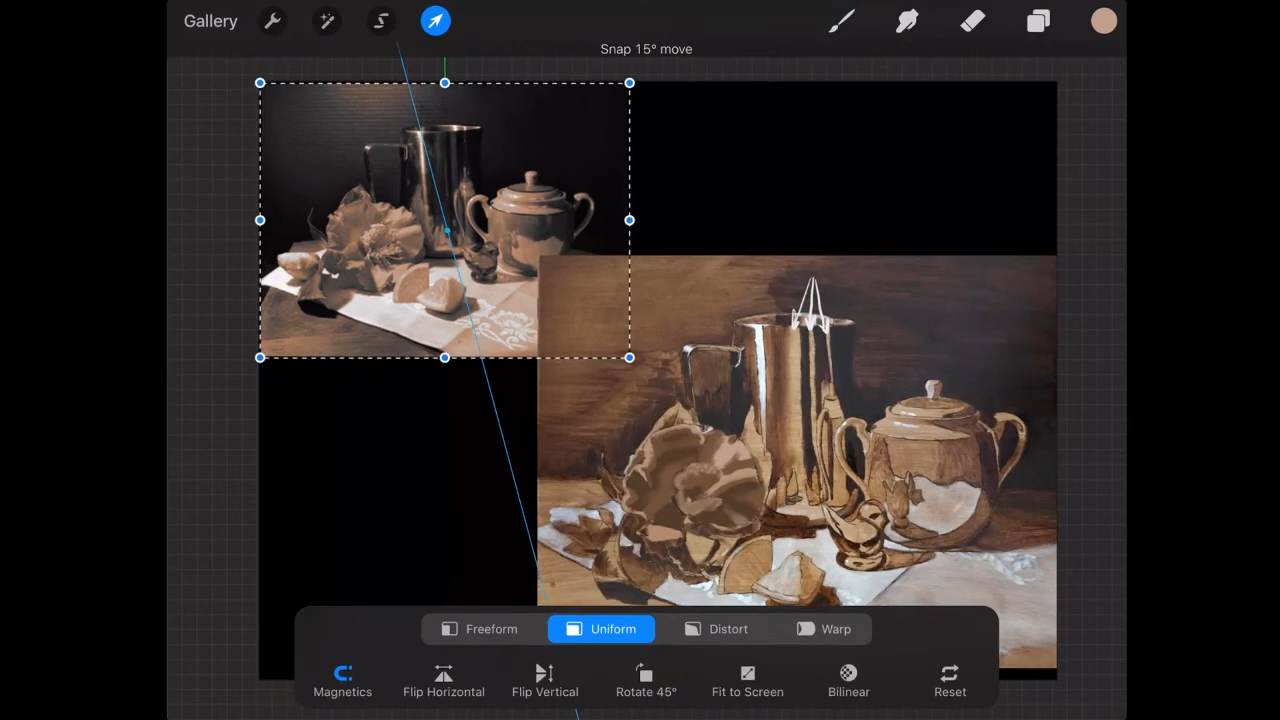 Gallery
Snap 15° move
Freeform Uniform Distort Warp
Magnetics Flip Horizontal Flip Vertical Rotate 45° Fit to Screen Bilinear Reset